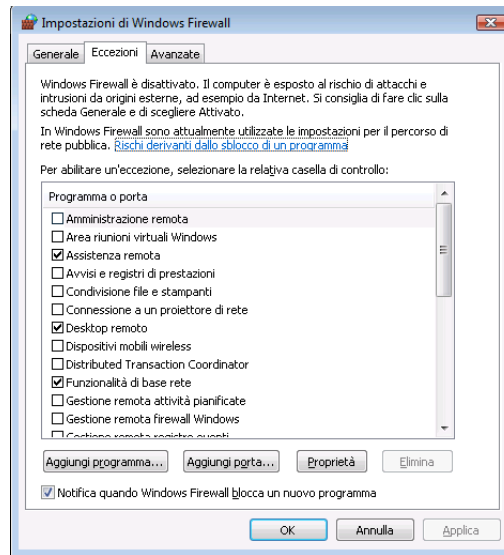 Impostazioni di Windows Firewall
Generale Eccezioni Avanzate
Windows Firewall è disattivato. Il computer è esposto al rischio di attacchi e
intrusioni da origini esterne, ad esempio da Internet. Si consiglia di fare clic sulla
scheda Generale e di scegliere Attivato.
In Windows Firewall sono attualmente utilizzate le impostazioni per il percorso di
rete pubblica. Rischi derivanti dallo sblocco di un programma
Per abilitare un'eccezione, selezionare la relativa casella di controllo:
Programma o porta
Amministrazione remota
Area riunioni virtuali Windows
Assistenza remota
Avvisi e registri di prestazioni
Condivisione file e stampanti
Connessione a un proiettore di rete
Desktop remoto
Dispositivi mobili wireless
Distributed Transaction Coordinator
Funzionalità di base rete
Gestione remota attività pianificate
Gestione remota firewall Windows
Gestione remota registro eventi
Aggiungi programma... Aggiungi porta... Proprietà Elimina
Notifica quando Windows Firewall blocca un nuovo programma
OK Annulla Applica